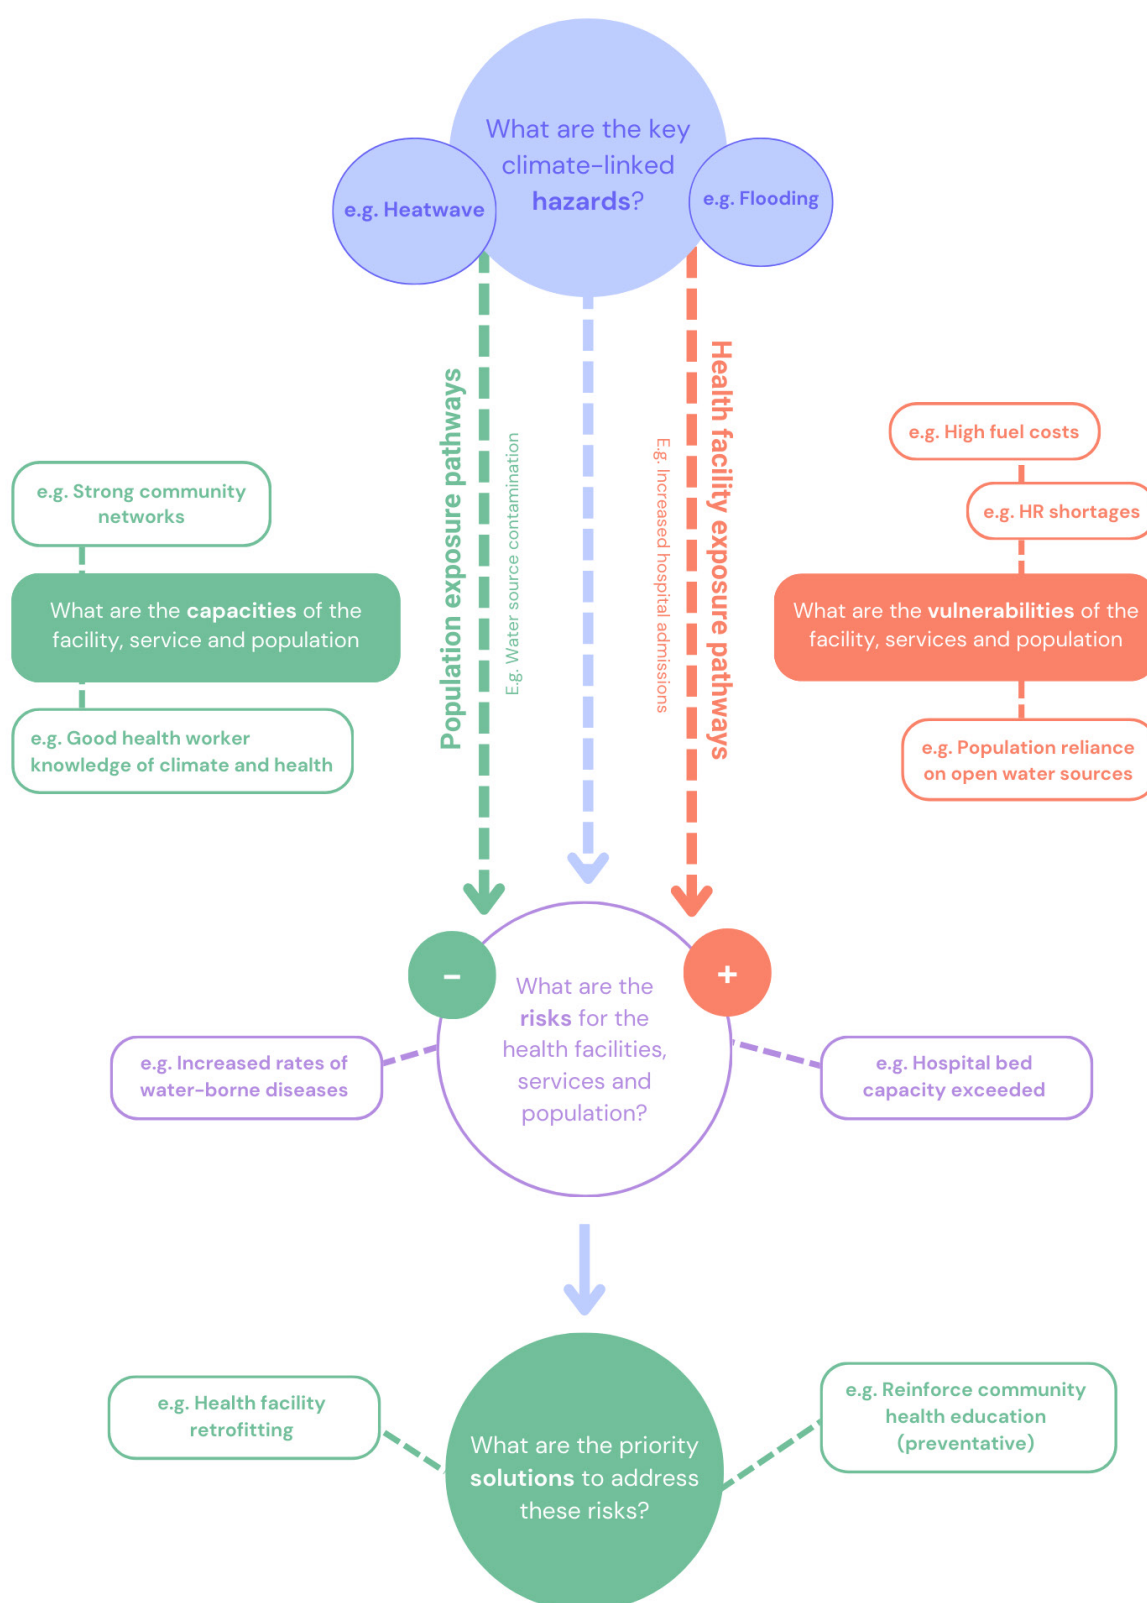 What are the key
climate-linked
hazards?
e.g. Heatwave
e.g. Flooding
Population exposure pathways
E.g. Water source contamination
Health facility exposure pathways
E.g. Increased hospital admissions
e.g. Strong community
networks
What are the capacities of the
facility, service and population
e.g. Good health worker
knowledge of climate and health
e.g. High fuel costs
e.g. HR shortages
What are the vulnerabilities of the
facility, services and population
e.g. Population reliance
on open water sources
-
+
What are the
risks for the
health facilities,
services and
population?
e.g. Increased rates of
water-borne diseases
e.g. Hospital bed
capacity exceeded
What are the priority
solutions to address
these risks?
e.g. Health facility
retrofitting
e.g. Reinforce community
health education
(preventative)